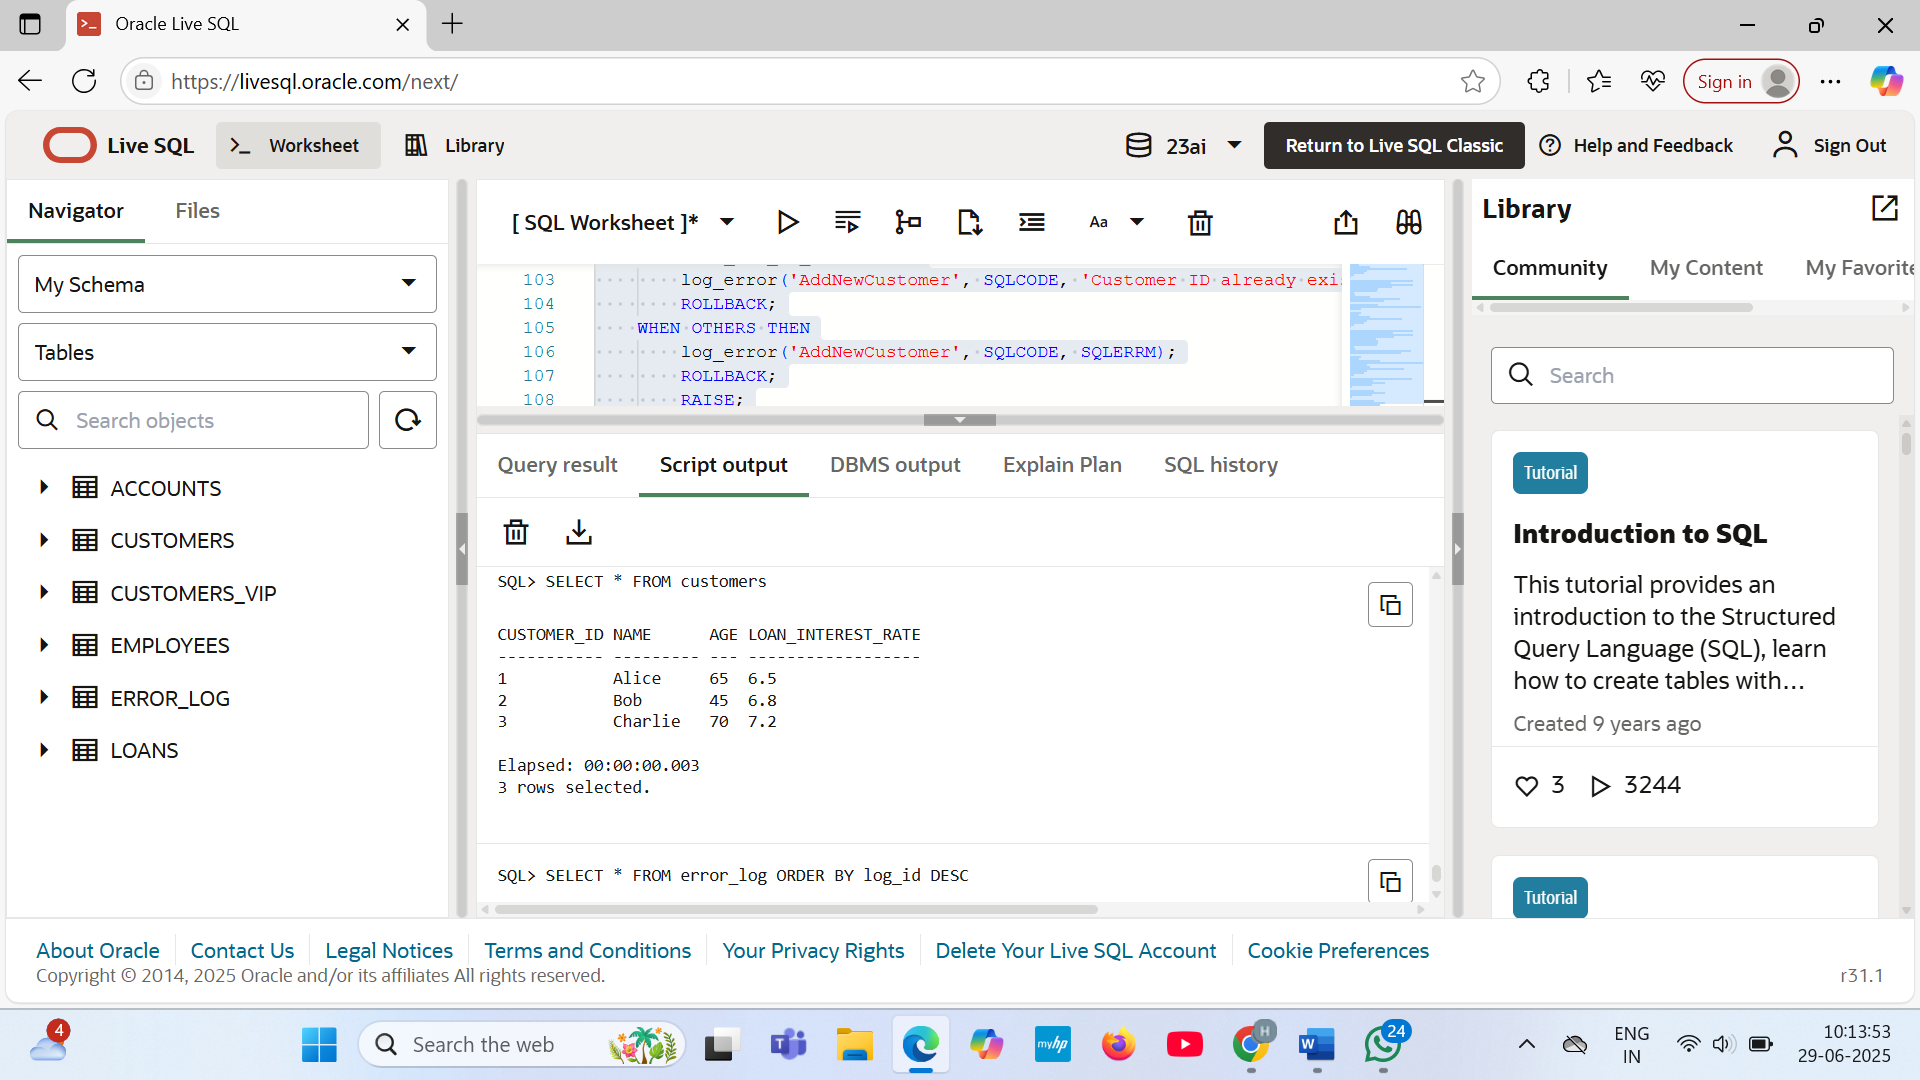 Oracle Live SQL
https://livesql.oracle.com/next/
Sign in
Live SQL
Worksheet
Library
23ai
Return to Live SQL Classic
Help and Feedback
Sign Out
Navigator
Files
My Schema
Tables
Search objects
ACCOUNTS
CUSTOMERS
CUSTOMERS_VIP
EMPLOYEES
ERROR_LOG
LOANS
[ SQL Worksheet ]*
Aa
103 log_error('AddNewCustomer', SQLCODE, 'Customer ID already exi
104 ROLLBACK;
105 WHEN OTHERS THEN
106 log_error('AddNewCustomer', SQLCODE, SQLERRM);
107 ROLLBACK;
108 RAISE;
Query result
Script output
DBMS output
Explain Plan
SQL history
SQL> SELECT * FROM customers
CUSTOMER_ID NAME      AGE LOAN_INTEREST_RATE
----------- --------- --- ------------------
1           Alice     65  6.5
2           Bob       45  6.8
3           Charlie   70  7.2
Elapsed: 00:00:00.003
3 rows selected.
SQL> SELECT * FROM error_log ORDER BY log_id DESC
Library
Community
My Content
My Favorite
Search
Tutorial
Introduction to SQL
This tutorial provides an
introduction to the Structured
Query Language (SQL), learn
how to create tables with...
Created 9 years ago
3
3244
Tutorial
About Oracle
Contact Us
Legal Notices
Terms and Conditions
Your Privacy Rights
Delete Your Live SQL Account
Cookie Preferences
Copyright © 2014, 2025 Oracle and/or its affiliates All rights reserved.
r31.1
4
Search the web
myhp
H
24
ENG
IN
10:13:53
29-06-2025